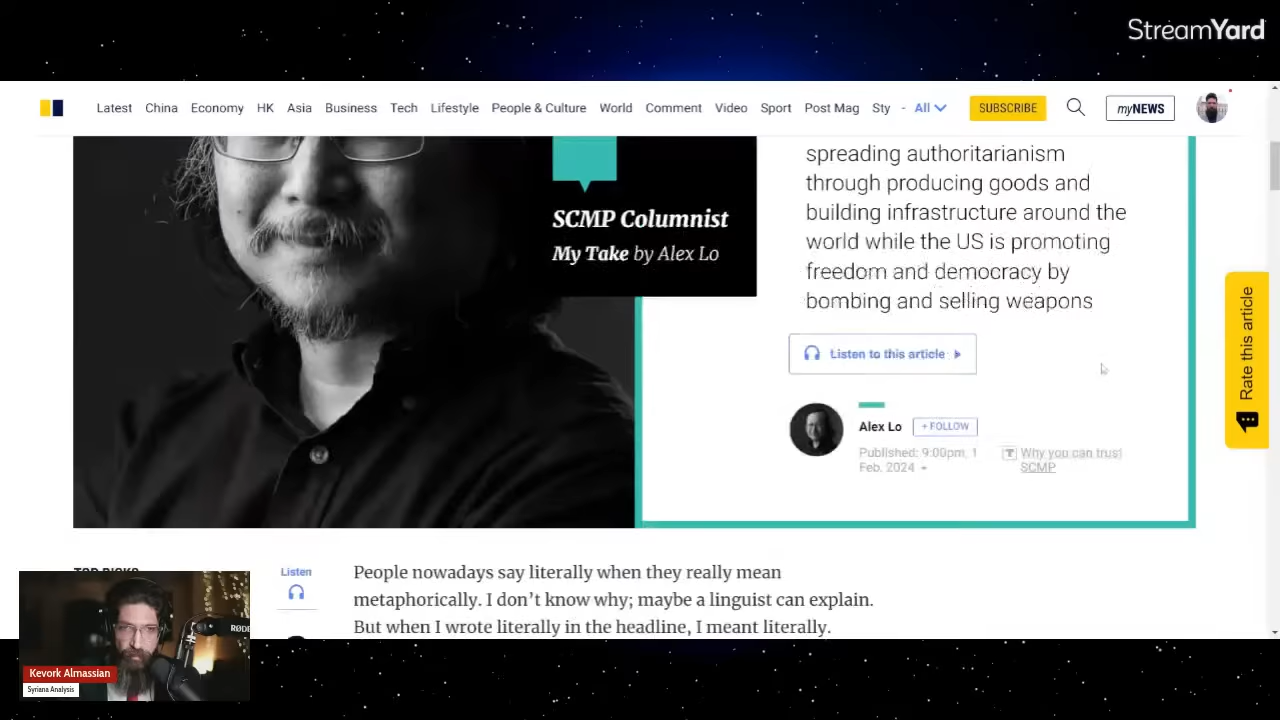 StreamYard
Latest China Economy HK Asia Business Tech Lifestyle People & Culture World Comment Video Sport Post Mag Sty - All SUBSCRIBE myNEWS
spreading authoritarianism
through producing goods and
building infrastructure around the
world while the US is promoting
freedom and democracy by
bombing and selling weapons
SCMP Columnist
My Take by Alex Lo
Listen to this article
Alex Lo + FOLLOW
Published: 9:00pm, 1
Feb, 2024
Why you can trust
SCMP
Rate this article
TOP PICKS
Listen
People nowadays say literally when they really mean
metaphorically. I don’t know why; maybe a linguist can explain.
But when I wrote literally in the headline, I meant literally.
RØDE
Kevork Almassian
Syriana Analysis